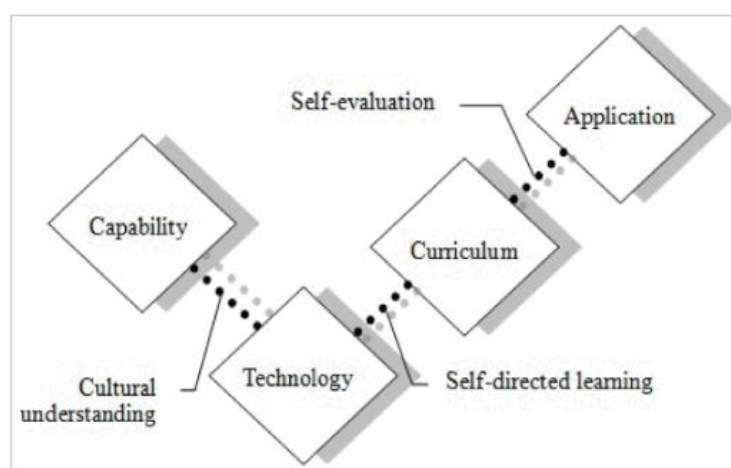 Self-evaluation
Application
Capability
Curriculum
Technology
Cultural
understanding
Self-directed learning